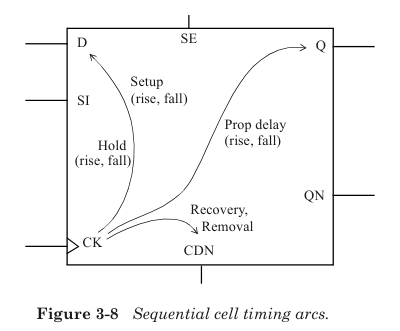 SE
D
Q
Setup
(rise, fall)
SI
Prop delay
(rise, fall)
Hold
(rise, fall)
QN
Recovery,
Removal
CK
CDN
Figure 3-8 Sequential cell timing arcs.